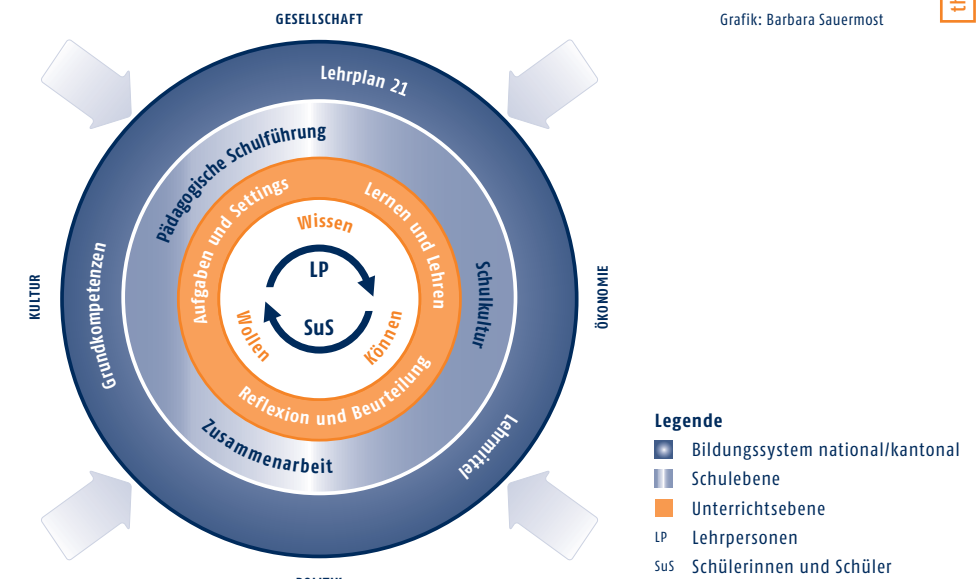 GESELLSCHAFT
Grafik: Barbara Sauermost
Lehrplan 21
Pädagogische Schulführung
Aufgaben und Settings
Lernen und Lehren
Wissen
LP
KULTUR
Grundkompetenzen
Schulkultur
ÖKONOMIE
SuS
Wollen
Können
Reflexion und Beurteilung
Zusammenarbeit
Lehrmittel
Legende
Bildungssystem national/kantonal
Schulebene
Unterrichtsebene
LP Lehrpersonen
SuS Schülerinnen und Schüler